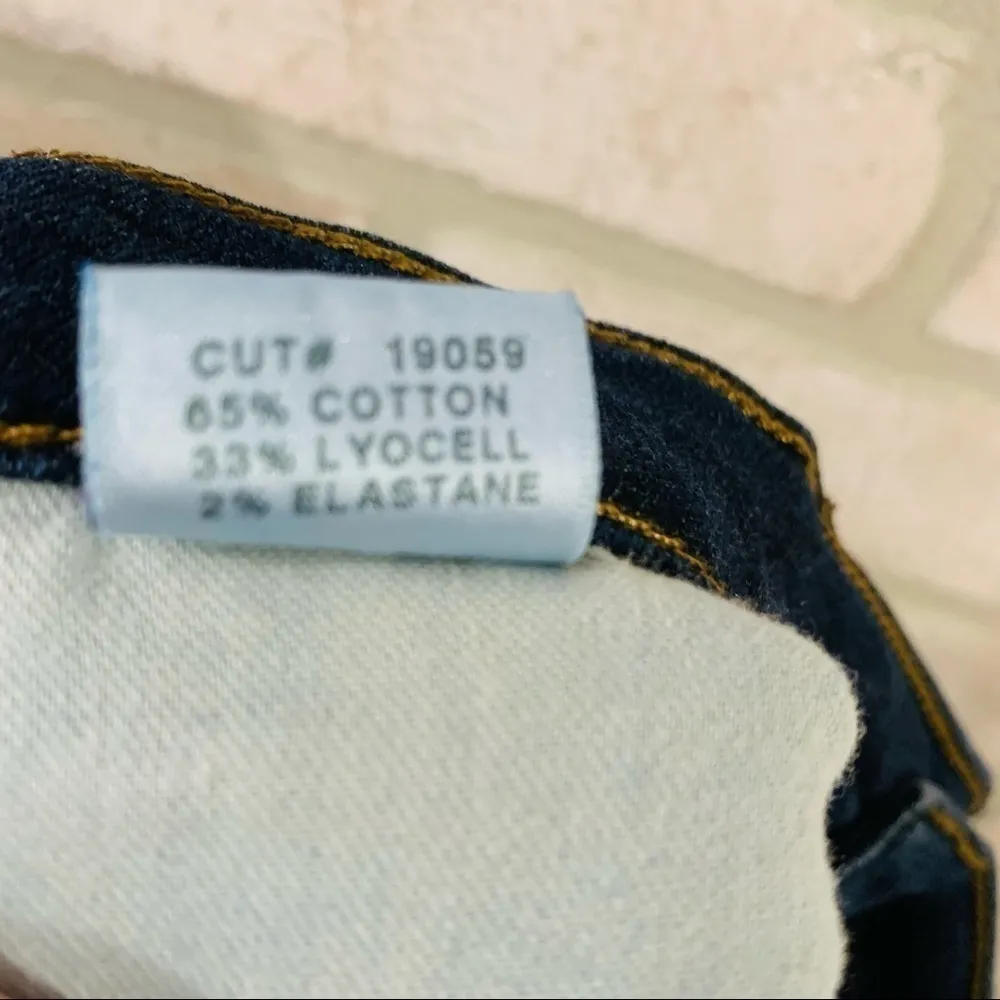 CUT# 19059
65% COTTON
33% LYOCELL
2% ELASTANE